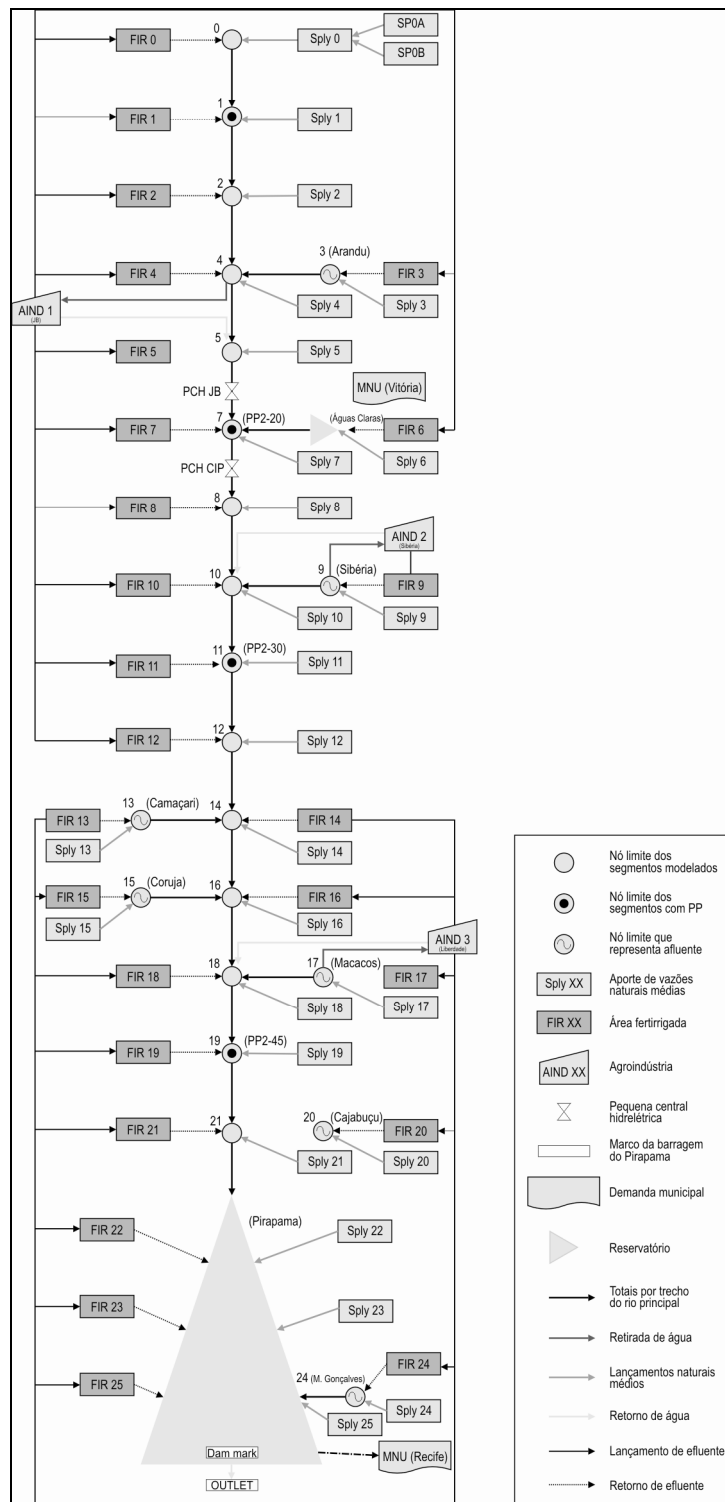 SP0A
FIR 0
0
Sply 0
SP0B
1
FIR 1
Sply 1
2
FIR 2
Sply 2
3 (Arandu)
4
FIR 4
FIR 3
AIND 1
(JB)
Sply 4
Sply 3
5
FIR 5
Sply 5
PCH JB
MNU (Vitória)
7
(PP2-20)
(Águas Claras)
FIR 7
FIR 6
Sply 7
Sply 6
PCH CIP
8
FIR 8
Sply 8
AIND 2
(Sibéria)
9
(Sibéria)
10
FIR 10
FIR 9
Sply 10
Sply 9
11
(PP2-30)
FIR 11
Sply 11
12
FIR 12
Sply 12
13
(Camaçari)
14
FIR 13
FIR 14
Sply 13
Sply 14
15
(Coruja)
16
FIR 15
FIR 16
Sply 15
Sply 16
AIND 3
(Liberdade)
17
(Macacos)
18
FIR 18
FIR 17
Sply 18
Sply 17
19
(PP2-45)
FIR 19
Sply 19
20
(Cajabuçu)
21
FIR 21
FIR 20
Sply 21
Sply 20
(Pirapama)
FIR 22
Sply 22
FIR 23
Sply 23
24 (M. Gonçalves)
FIR 24
FIR 25
Sply 24
Sply 25
Dam mark
MNU (Recife)
OUTLET
Nó limite dos
segmentos modelados
Nó limite dos
segmentos com PP
Nó limite que
representa afluente
Sply XX
Aporte de vazões
naturais médias
FIR XX
Área fertirrigada
AIND XX
Agroindústria
Pequena central
hidrelétrica
Marco da barragem
do Pirapama
Demanda municipal
Reservatório
Totais por trecho
do rio principal
Retirada de água
Lançamentos naturais
médios
Retorno de água
Lançamento de efluente
Retorno de efluente